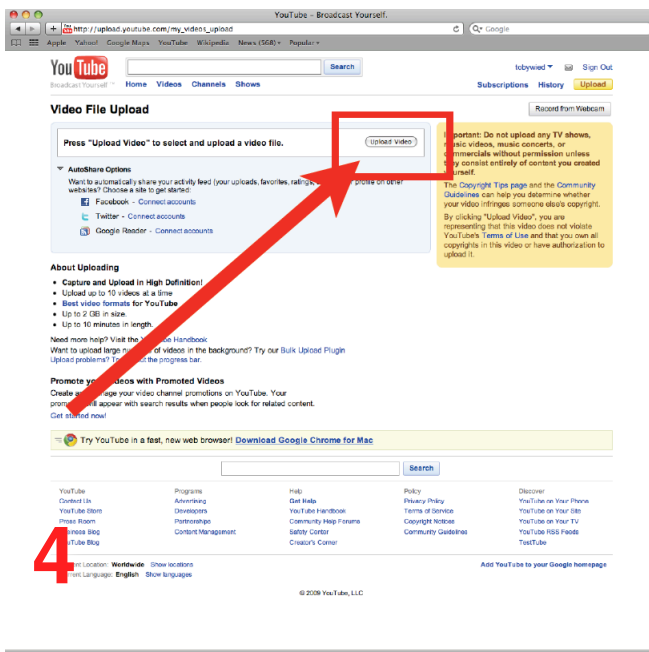 YouTube - Broadcast Yourself.
http://upload.youtube.com/my_videos_upload
Google
Apple Yahoo! Google Maps YouTube Wikipedia News (568) Popular
You Tube
Search
tobywied
Sign Out
Broadcast Yourself
Home Videos Channels Shows
Subscriptions History Upload
Video File Upload
Record from Webcam
Press "Upload Video" to select and upload a video file.
Upload Video
AutoShare Options
Want to automatically share your activity feed (your uploads, favorites, ratings, profile on other
websites? Choose a site to get started:
Facebook - Connect accounts
Twitter - Connect accounts
Google Reader - Connect accounts
Important: Do not upload any TV shows,
music videos, music concerts, or
commercials without permission unless
they consist entirely of content you created
yourself.
The Copyright Tips page and the Community
Guidelines can help you determine whether
your video infringes someone else's copyright.
By clicking "Upload Video", you are
representing that this video does not violate
YouTube's Terms of Use and that you own all
copyrights in this video or have authorization to
upload it.
About Uploading
• Capture and Upload in High Definition!
• Upload up to 10 videos at a time
• Best video formats for YouTube
• Up to 2 GB in size.
• Up to 10 minutes in length.
Need more help? Visit the Handbook
Want to upload large of videos in the background? Try our Bulk Upload Plugin
Upload problems? the progress bar.
Promote with Promoted Videos
Create your video channel promotions on YouTube. Your
appear with search results when people look for related content.
Get started now!
Try YouTube in a fast, new web browser! Download Google Chrome for Mac
Search
YouTube
Contact Us
YouTube Store
Press Room
Blog
YouTube Blog
Programs
Advertising
Developers
Partnerships
Content Management
Help
Get Help
YouTube Handbook
Community Help Forums
Safety Center
Creator's Corner
Policy
Privacy Policy
Terms of Service
Copyright Notices
Community Guidelines
Discover
YouTube on Your Phone
YouTube on Your Site
YouTube on Your TV
YouTube RSS Feeds
TestTube
4
Location: Worldwide Show locations
Language: English Show languages
Add YouTube to your Google homepage
© 2009 YouTube, LLC